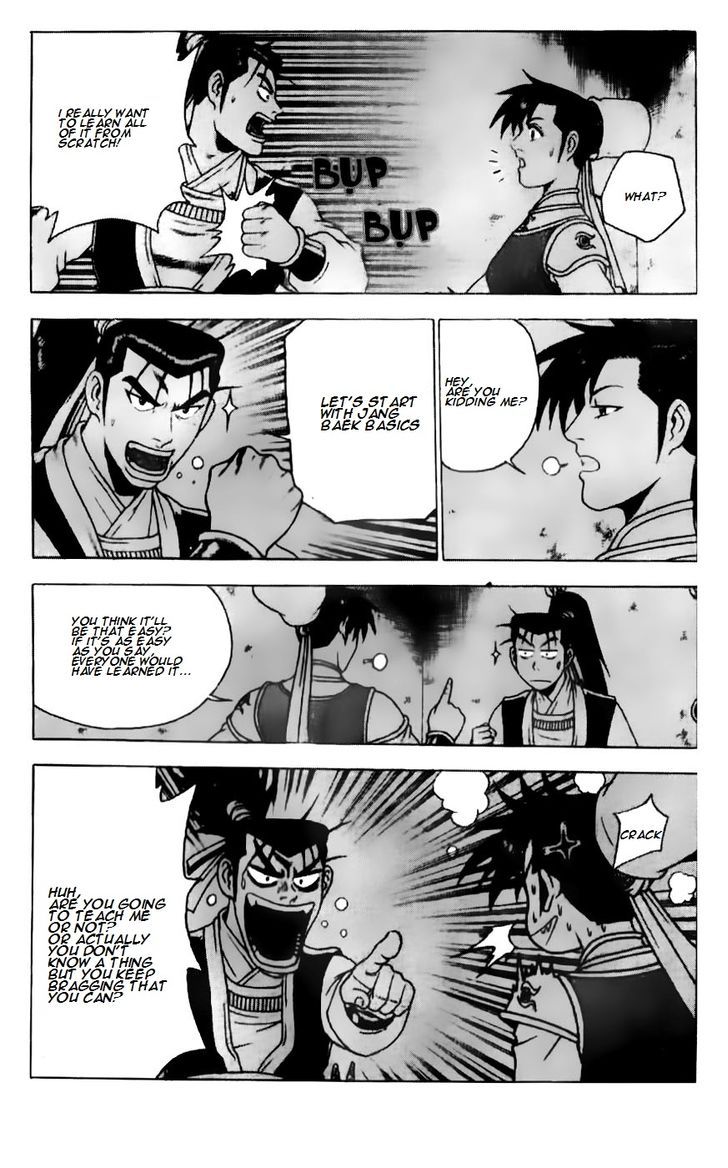 I REALLY WANT
TO LEARN ALL
OF IT FROM
SCRATCH!
BỤP
BỤP
WHAT?
LET'S START
WITH JANG
BAEK BASICS
HEY,
ARE YOU
KIDDING ME?
YOU THINK IT'LL
BE THAT EASY?
IF IT'S AS EASY
AS YOU SAY,
EVERYONE WOULD
HAVE LEARNED IT...
CRACK
HUH,
ARE YOU GOING
TO TEACH ME
OR NOT?
OR ACTUALLY
YOU DON'T
KNOW A THING
BUT YOU KEEP
BRAGGING THAT
YOU CAN?